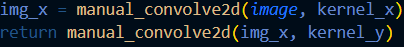 img_x = manual_convolve2d(image, kernel_x)
return manual_convolve2d(img_x, kernel_y)